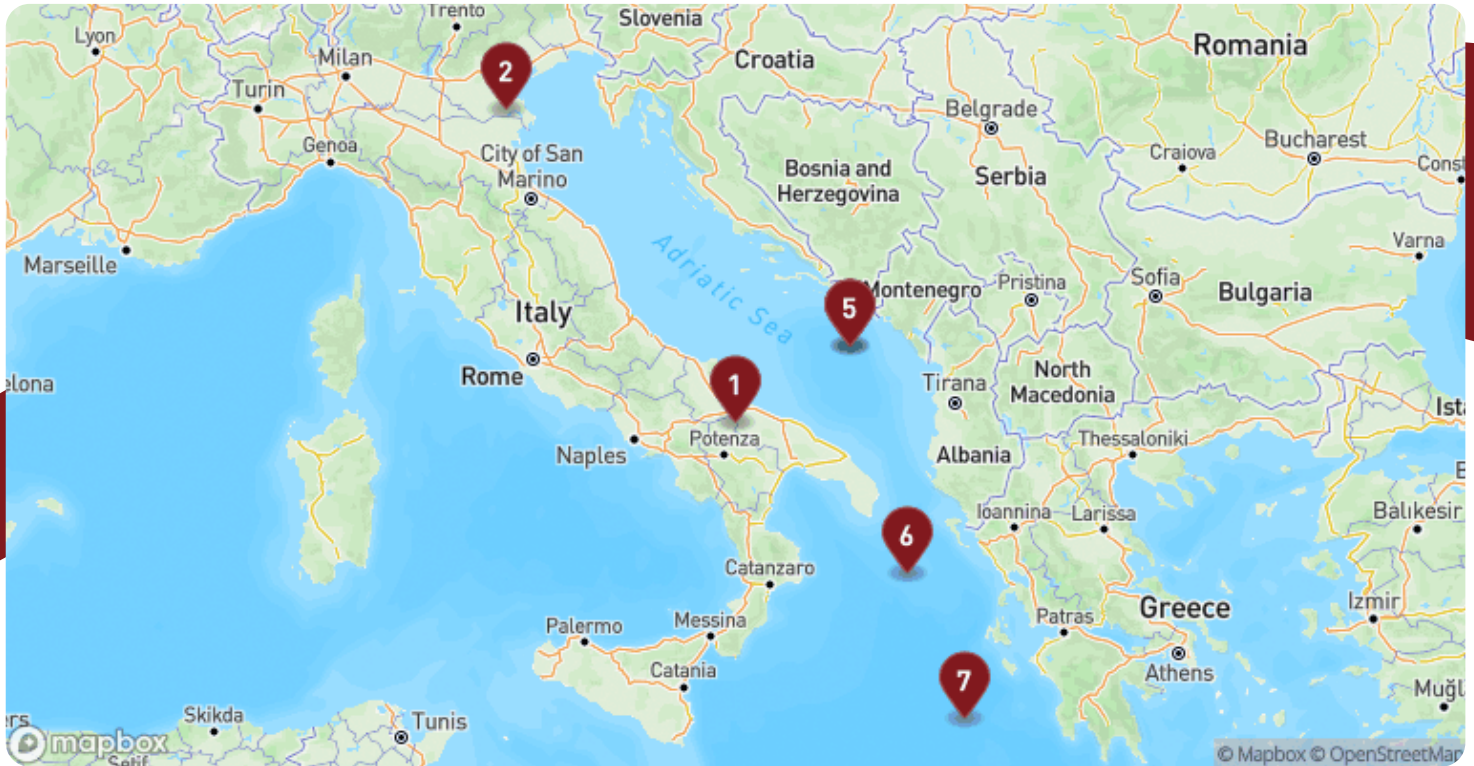 Trento
Slovenia
Lyon
Croatia
Romania
Milan
2
Turin
Belgrade
Bucharest
Genoa
City of San
Marino
Craiova
Const
Bosnia and
Herzegovina
Serbia
Marseille
Varna
Adriatic Sea
Montenegro
Pristina
Sofia
Bulgaria
Italy
5
Rome
1
Tirana
North
Macedonia
elona
Ista
Potenza
Naples
Albania
Thessaloniki
Ioannina
Larissa
Balıkesir
6
Catanzaro
Izmir
Greece
Palermo
Messina
Patras
Athens
Catania
7
Muğl
Skikda
Tunis
ers
mapbox
Setif
© Mapbox © OpenStreetMap